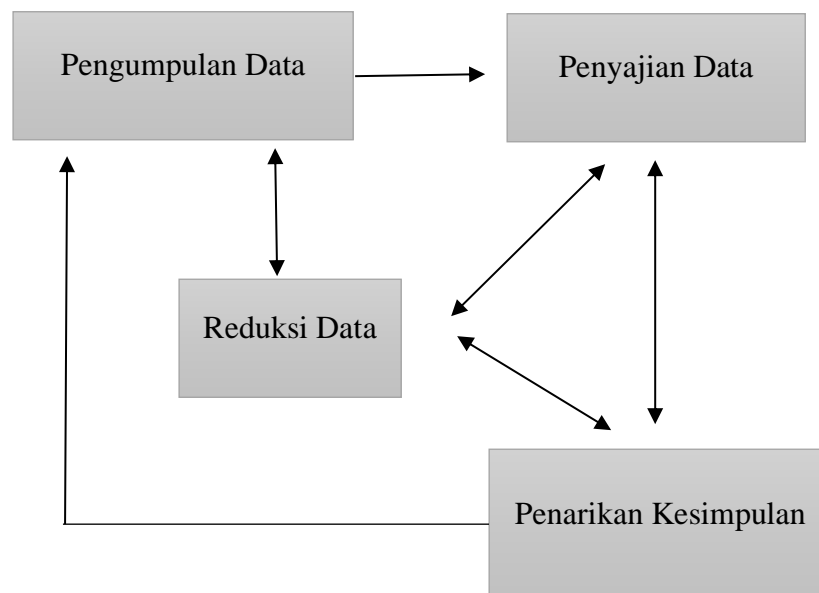 Pengumpulan Data
Penyajian Data
Reduksi Data
Penarikan Kesimpulan